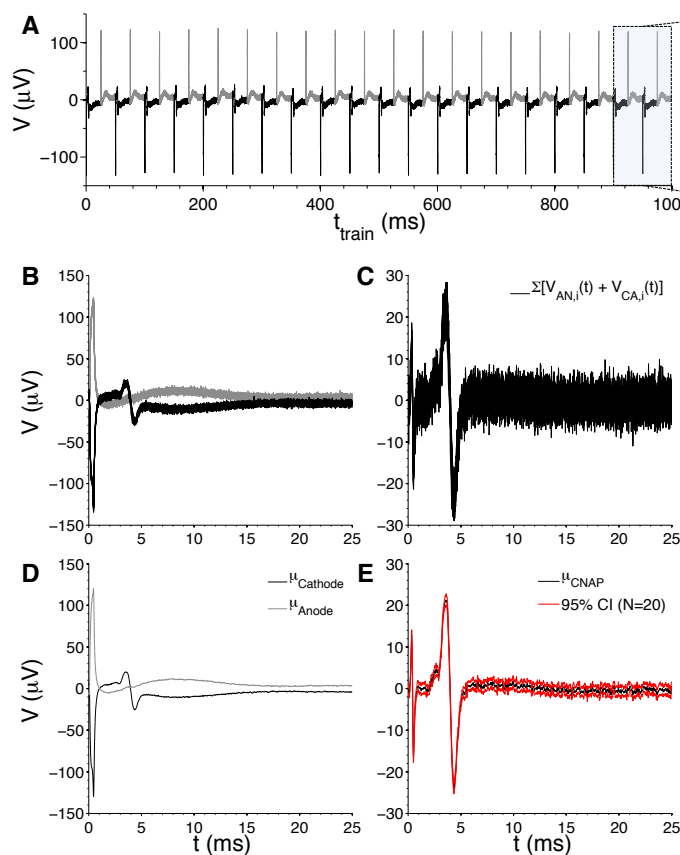 A
V (μV)
100
0
−100
0 200 400 600 800 100
t_train (ms)
B
V (μV)
150
100
50
0
−50
−100
−150
0 5 10 15 20 25
C
Σ[V_AN,i(t) + V_CA,i(t)]
30
20
10
0
−10
−20
−30
0 5 10 15 20 25
D
μ_Cathode
μ_Anode
V (μV)
150
100
50
0
−50
−100
−150
0 5 10 15 20 25
t (ms)
E
μ_CNAP
95% CI (N=20)
30
20
10
0
−10
−20
−30
0 5 10 15 20 25
t (ms)